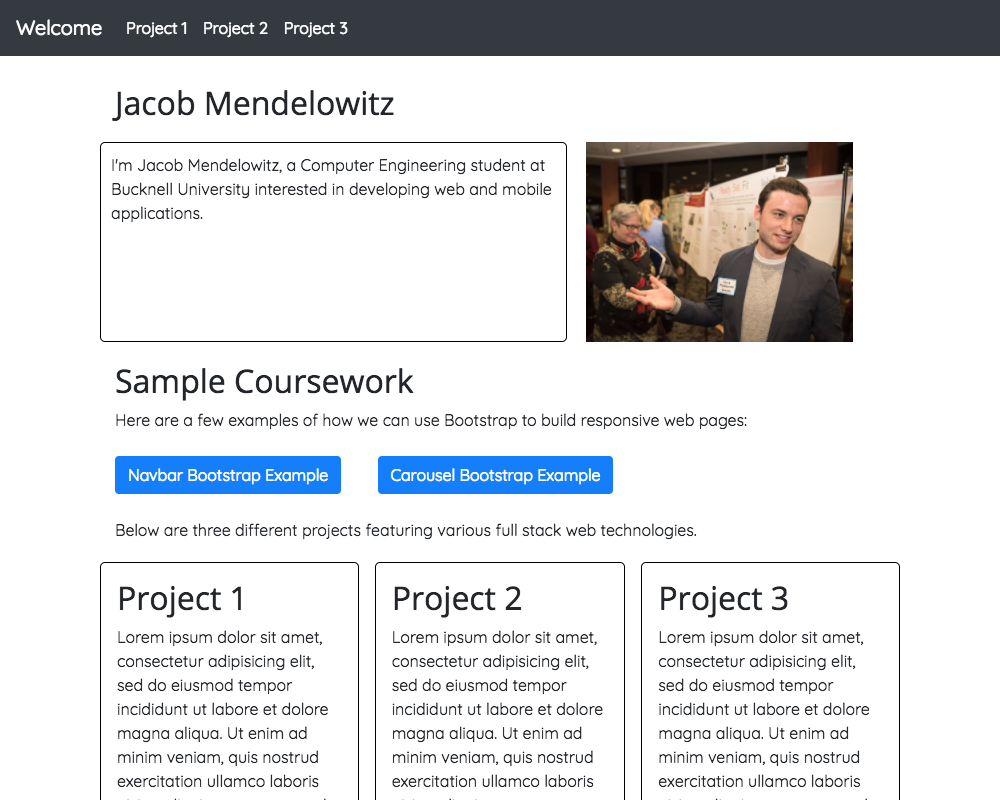 Welcome Project 1 Project 2 Project 3
Jacob Mendelowitz
I'm Jacob Mendelowitz, a Computer Engineering student at
Bucknell University interested in developing web and mobile
applications.
Sample Coursework
Here are a few examples of how we can use Bootstrap to build responsive web pages:
Navbar Bootstrap Example
Carousel Bootstrap Example
Below are three different projects featuring various full stack web technologies.
Project 1
Lorem ipsum dolor sit amet,
consectetur adipisicing elit,
sed do eiusmod tempor
incididunt ut labore et dolore
magna aliqua. Ut enim ad
minim veniam, quis nostrud
exercitation ullamco laboris
Project 2
Lorem ipsum dolor sit amet,
consectetur adipisicing elit,
sed do eiusmod tempor
incididunt ut labore et dolore
magna aliqua. Ut enim ad
minim veniam, quis nostrud
exercitation ullamco laboris
Project 3
Lorem ipsum dolor sit amet,
consectetur adipisicing elit,
sed do eiusmod tempor
incididunt ut labore et dolore
magna aliqua. Ut enim ad
minim veniam, quis nostrud
exercitation ullamco laboris